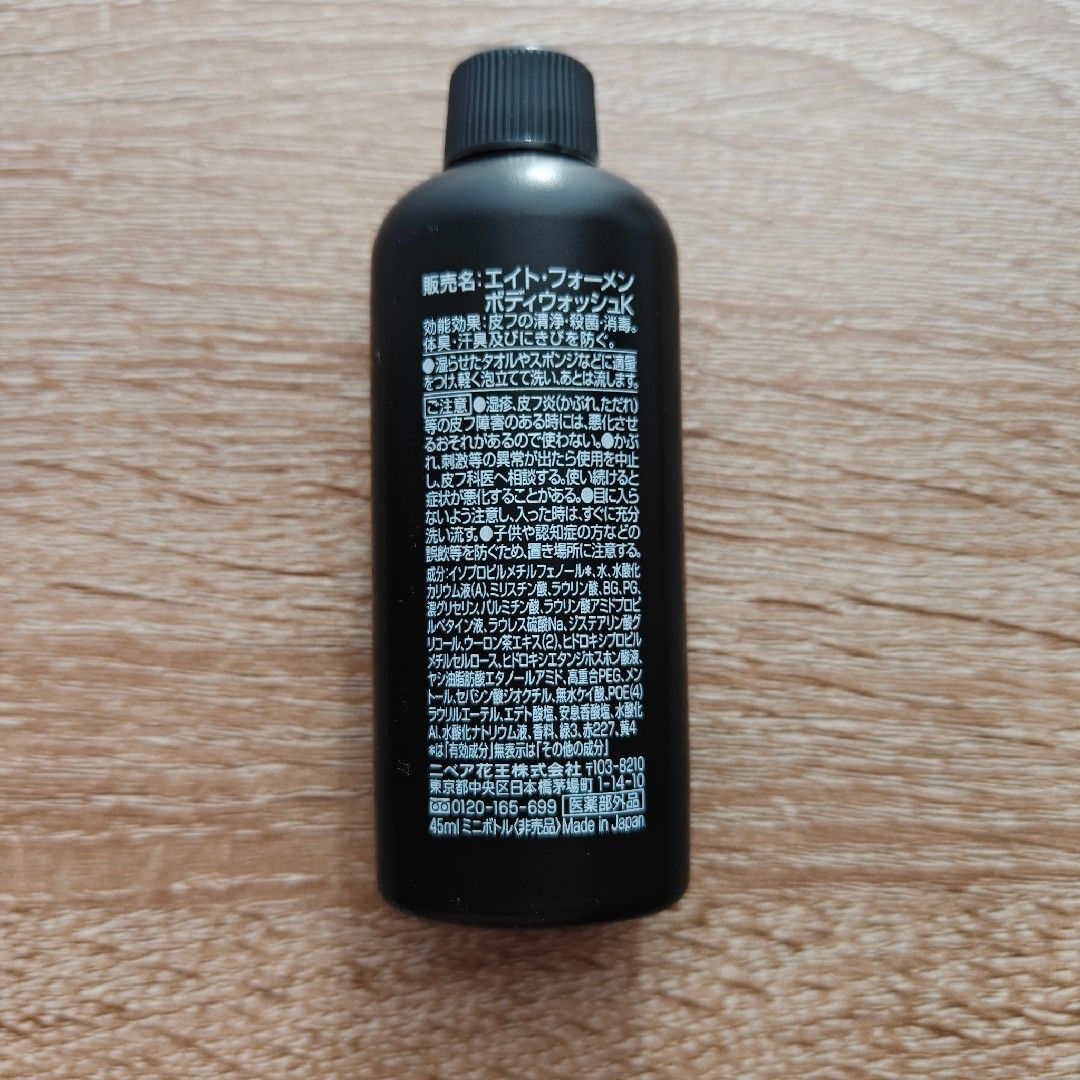 販売名:エイト・フォーメン
ボディウォッシュK
効能効果:皮フの清浄・殺菌・消毒。
体臭・汗臭及びにきびを防ぐ。
●湿らせたタオルやスポンジなどに適量
をつけ、軽く泡立てて洗い、あとは流します。
ご注意 ●湿疹、皮フ炎(かぶれ、ただれ)
等の皮フ障害のある時には、悪化させ
るおそれがあるので使わない。●かぶ
れ、刺激等の異常が出たら使用を中止
し、皮フ科医へ相談する。使い続けると
症状が悪化することがある。●目に入ら
ないよう注意し、入った時は、すぐに充分
洗い流す。●子供や認知症の方などの
誤飲等を防ぐため、置き場所に注意する。
成分:イソプロピルメチルフェノール*、水、水酸化
カリウム液(A)、ミリスチン酸、ラウリン酸、BG、PG、
濃グリセリン、パルミチン酸、ラウリン酸アミドプロピ
ルベタイン液、ラウレス硫酸Na、ジステアリン酸グ
リコール、ウーロン茶エキス(2)、ヒドロキシプロピル
メチルセルロース、ヒドロキシエタンジホスホン酸液、
ヤシ油脂肪酸エタノールアミド、高重合PEG、メン
トール、セバシン酸ジオクチル、無水ケイ酸、POE(4)
ラウリルエーテル、エデト酸塩、安息香酸塩、水酸化
Al、水酸化ナトリウム液、香料、緑3、赤227、黄4
*は「有効成分」無表示は「その他の成分」
ニベア花王株式会社 〒103-8210
東京都中央区日本橋茅場町 1-14-10
0120-165-699 医薬部外品
45ml ミニボトル〈非売品〉Made in Japan